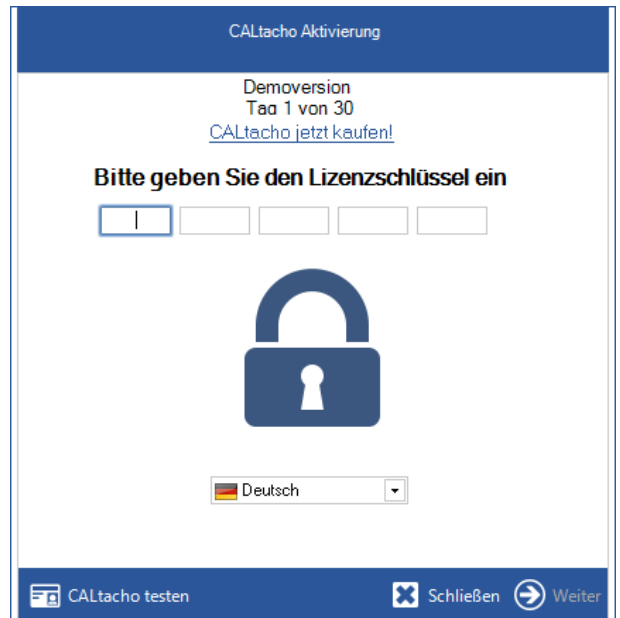 CALtacho Aktivierung
Demoversion
Tag 1 von 30
CALtacho jetzt kaufen!
Bitte geben Sie den Lizenzschlüssel ein
Deutsch
CALtacho testen
Schließen
Weiter